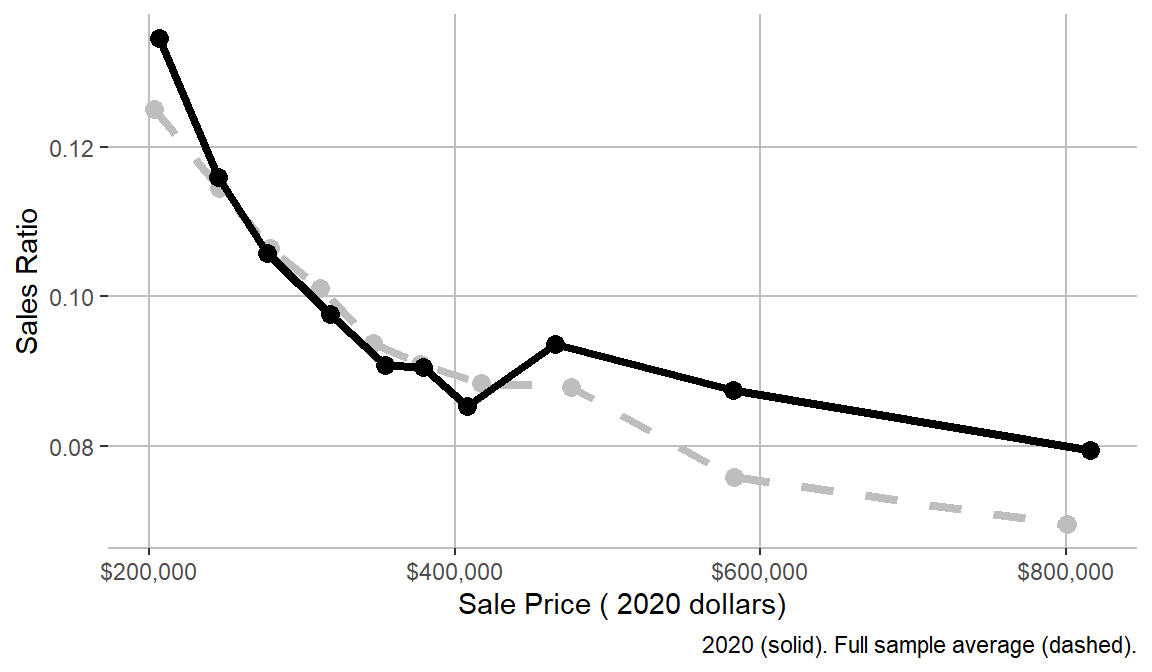 0.12
0.10
0.08
Sales Ratio
$200,000 $400,000 $600,000 $800,000
Sale Price ( 2020 dollars)
2020 (solid). Full sample average (dashed).